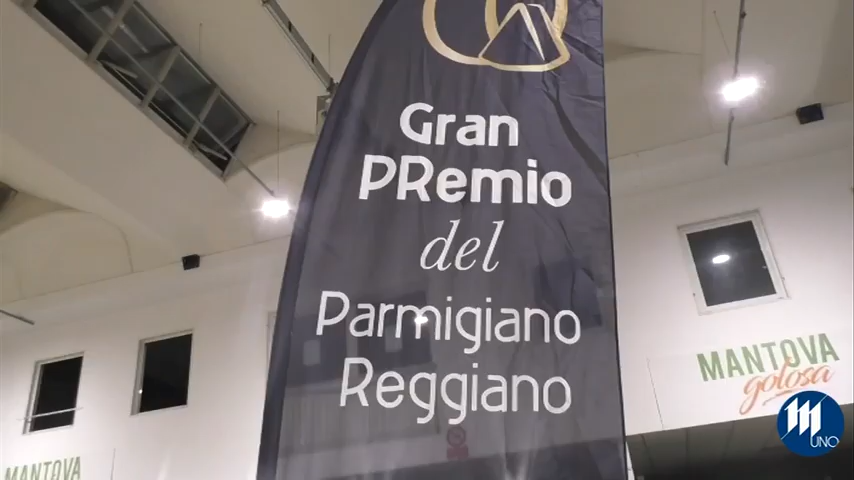 Gran
PRemio
del
Parmigiano
Reggiano
MANTOVA
golosa
MANTOVA
M
UNO